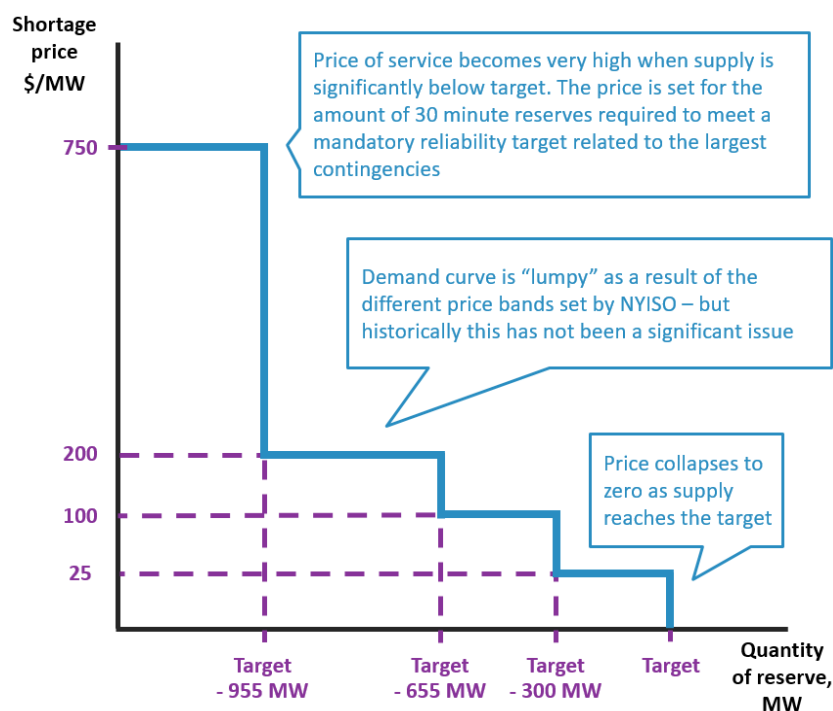 Shortage
price
$/MW
Price of service becomes very high when supply is
significantly below target. The price is set for the
amount of 30 minute reserves required to meet a
mandatory reliability target related to the largest
contingencies
750
Demand curve is “lumpy” as a result of the
different price bands set by NYISO – but
historically this has not been a significant issue
200
Price collapses to
zero as supply
reaches the target
100
25
Target
- 955 MW
Target
- 655 MW
Target
- 300 MW
Target
Quantity
of reserve,
MW